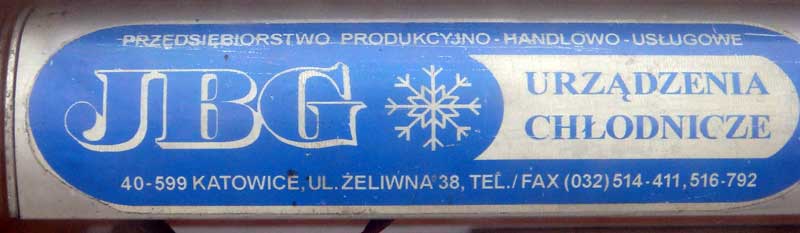 PRZEDSIĘBIORSTWO PRODUKCYJNO-HANDLOWO-USŁUGOWE
JBG
URZĄDZENIA
CHŁODNICZE
40-599 KATOWICE, UL. ŻELIWNA 38, TEL./FAX (032) 514-411, 516-792